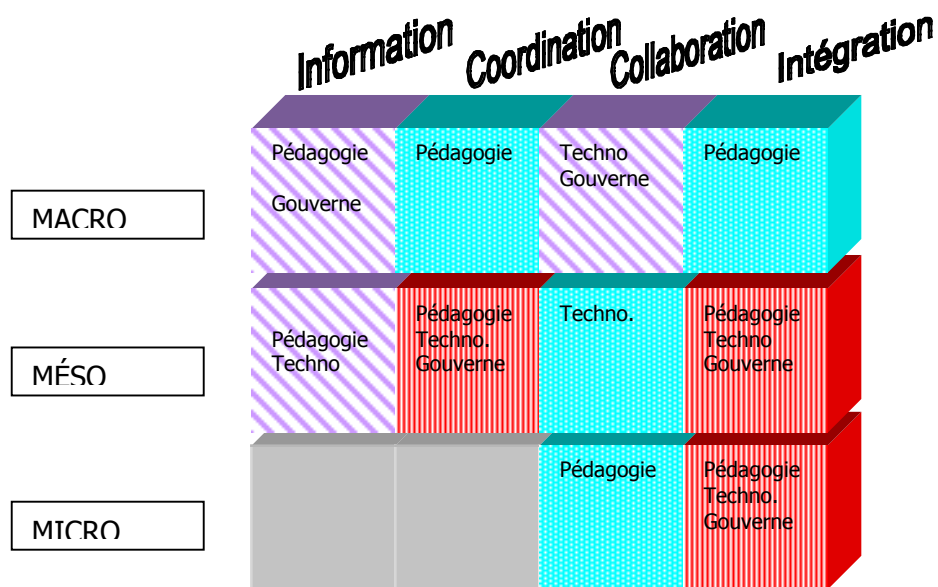 Information Coordination Collaboration Intégration
MACRO
Pédagogie
Gouverne
Pédagogie
Techno
Gouverne
Pédagogie
MÉSO
Pédagogie
Techno
Pédagogie
Techno.
Gouverne
Techno.
Pédagogie
Techno
Gouverne
MICRO
Pédagogie
Pédagogie
Techno.
Gouverne